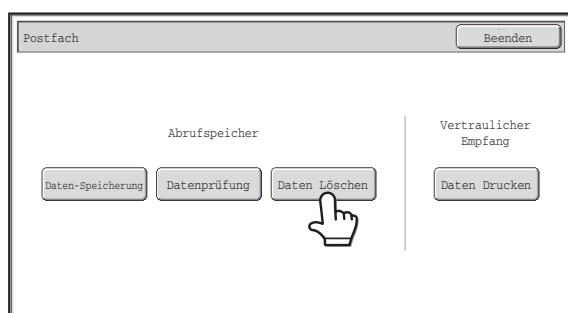 Postfach
Beenden
Abrufspeicher
Vertraulicher
Empfang
Daten-Speicherung
Datenprüfung
Daten Löschen
Daten Drucken